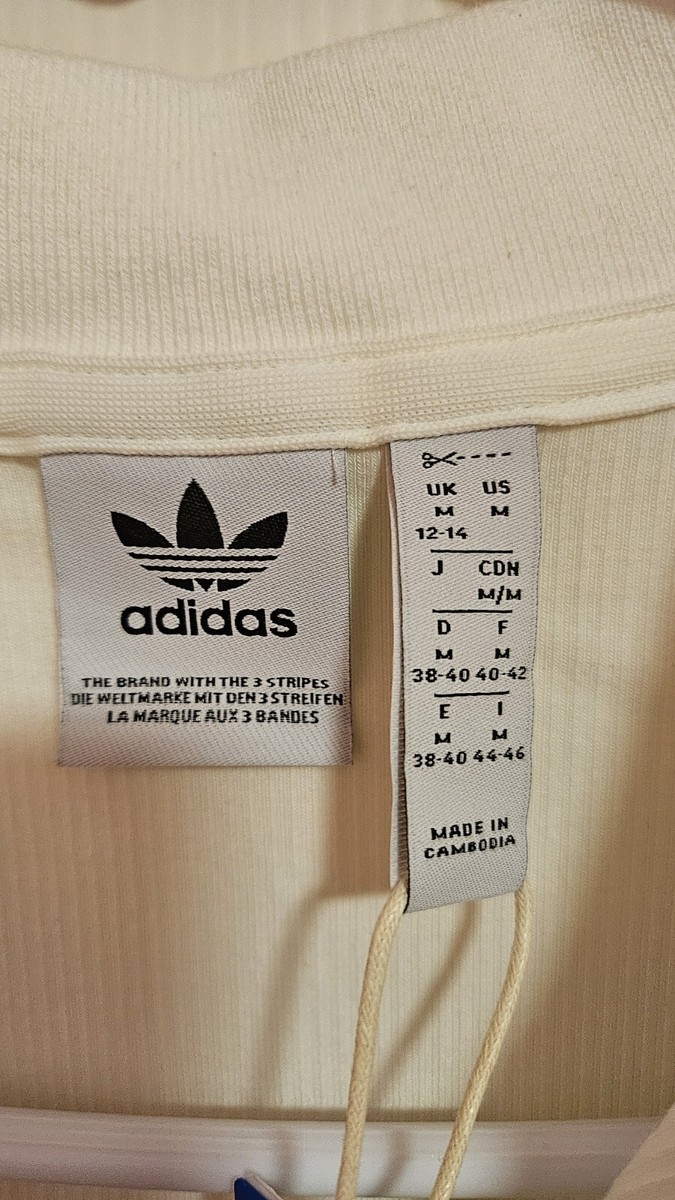 adidas
THE BRAND WITH THE 3 STRIPES
DIE WELTMARKE MIT DEN 3 STREIFEN
LA MARQUE AUX 3 BANDES
UK US
M M
12-14
J CDN
M/M
D F
M M
38-40 40-42
E I
M M
38-40 44-46
MADE IN
CAMBODIA